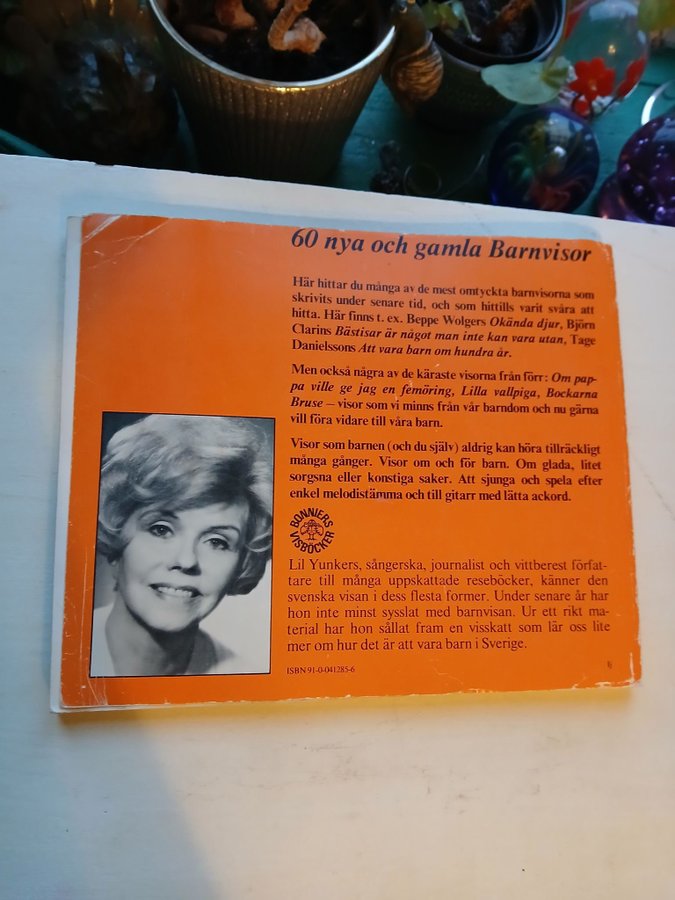 60 nya och gamla Barnvisor
Här hittar du många av de mest omtyckta barnvisorna som
skrivits under senare tid, och som hittills varit svåra att
hitta. Här finns t. ex. Beppe Wolgers Okända djur, Björn
Clarins Bästisar är något man inte kan vara utan, Tage
Danielssons Att vara barn om hundra år.
Men också några av de käraste visorna från förr: Om pap-
pa ville ge jag en femöring, Lilla vallpiga, Bockarna
Bruse – visor som vi minns från vår barndom och nu gärna
vill föra vidare till våra barn.
Visor som barnen (och du själv) aldrig kan höra tillräckligt
många gånger. Visor om och för barn. Om glada, litet
sorgsna eller konstiga saker. Att sjunga och spela efter
enkel melodistämma och till gitarr med lätta ackord.
BONNIERS
VISBÖCKER
Lil Yunkers, sångerska, journalist och vittberest förfat-
tare till många uppskattade reseböcker, känner den
svenska visan i dess flesta former. Under senare år har
hon inte minst sysslat med barnvisan. Ur ett rikt ma-
terial har hon sållat fram en visskatt som lär oss lite
mer om hur det är att vara barn i Sverige.
ISBN 91-0-041285-6